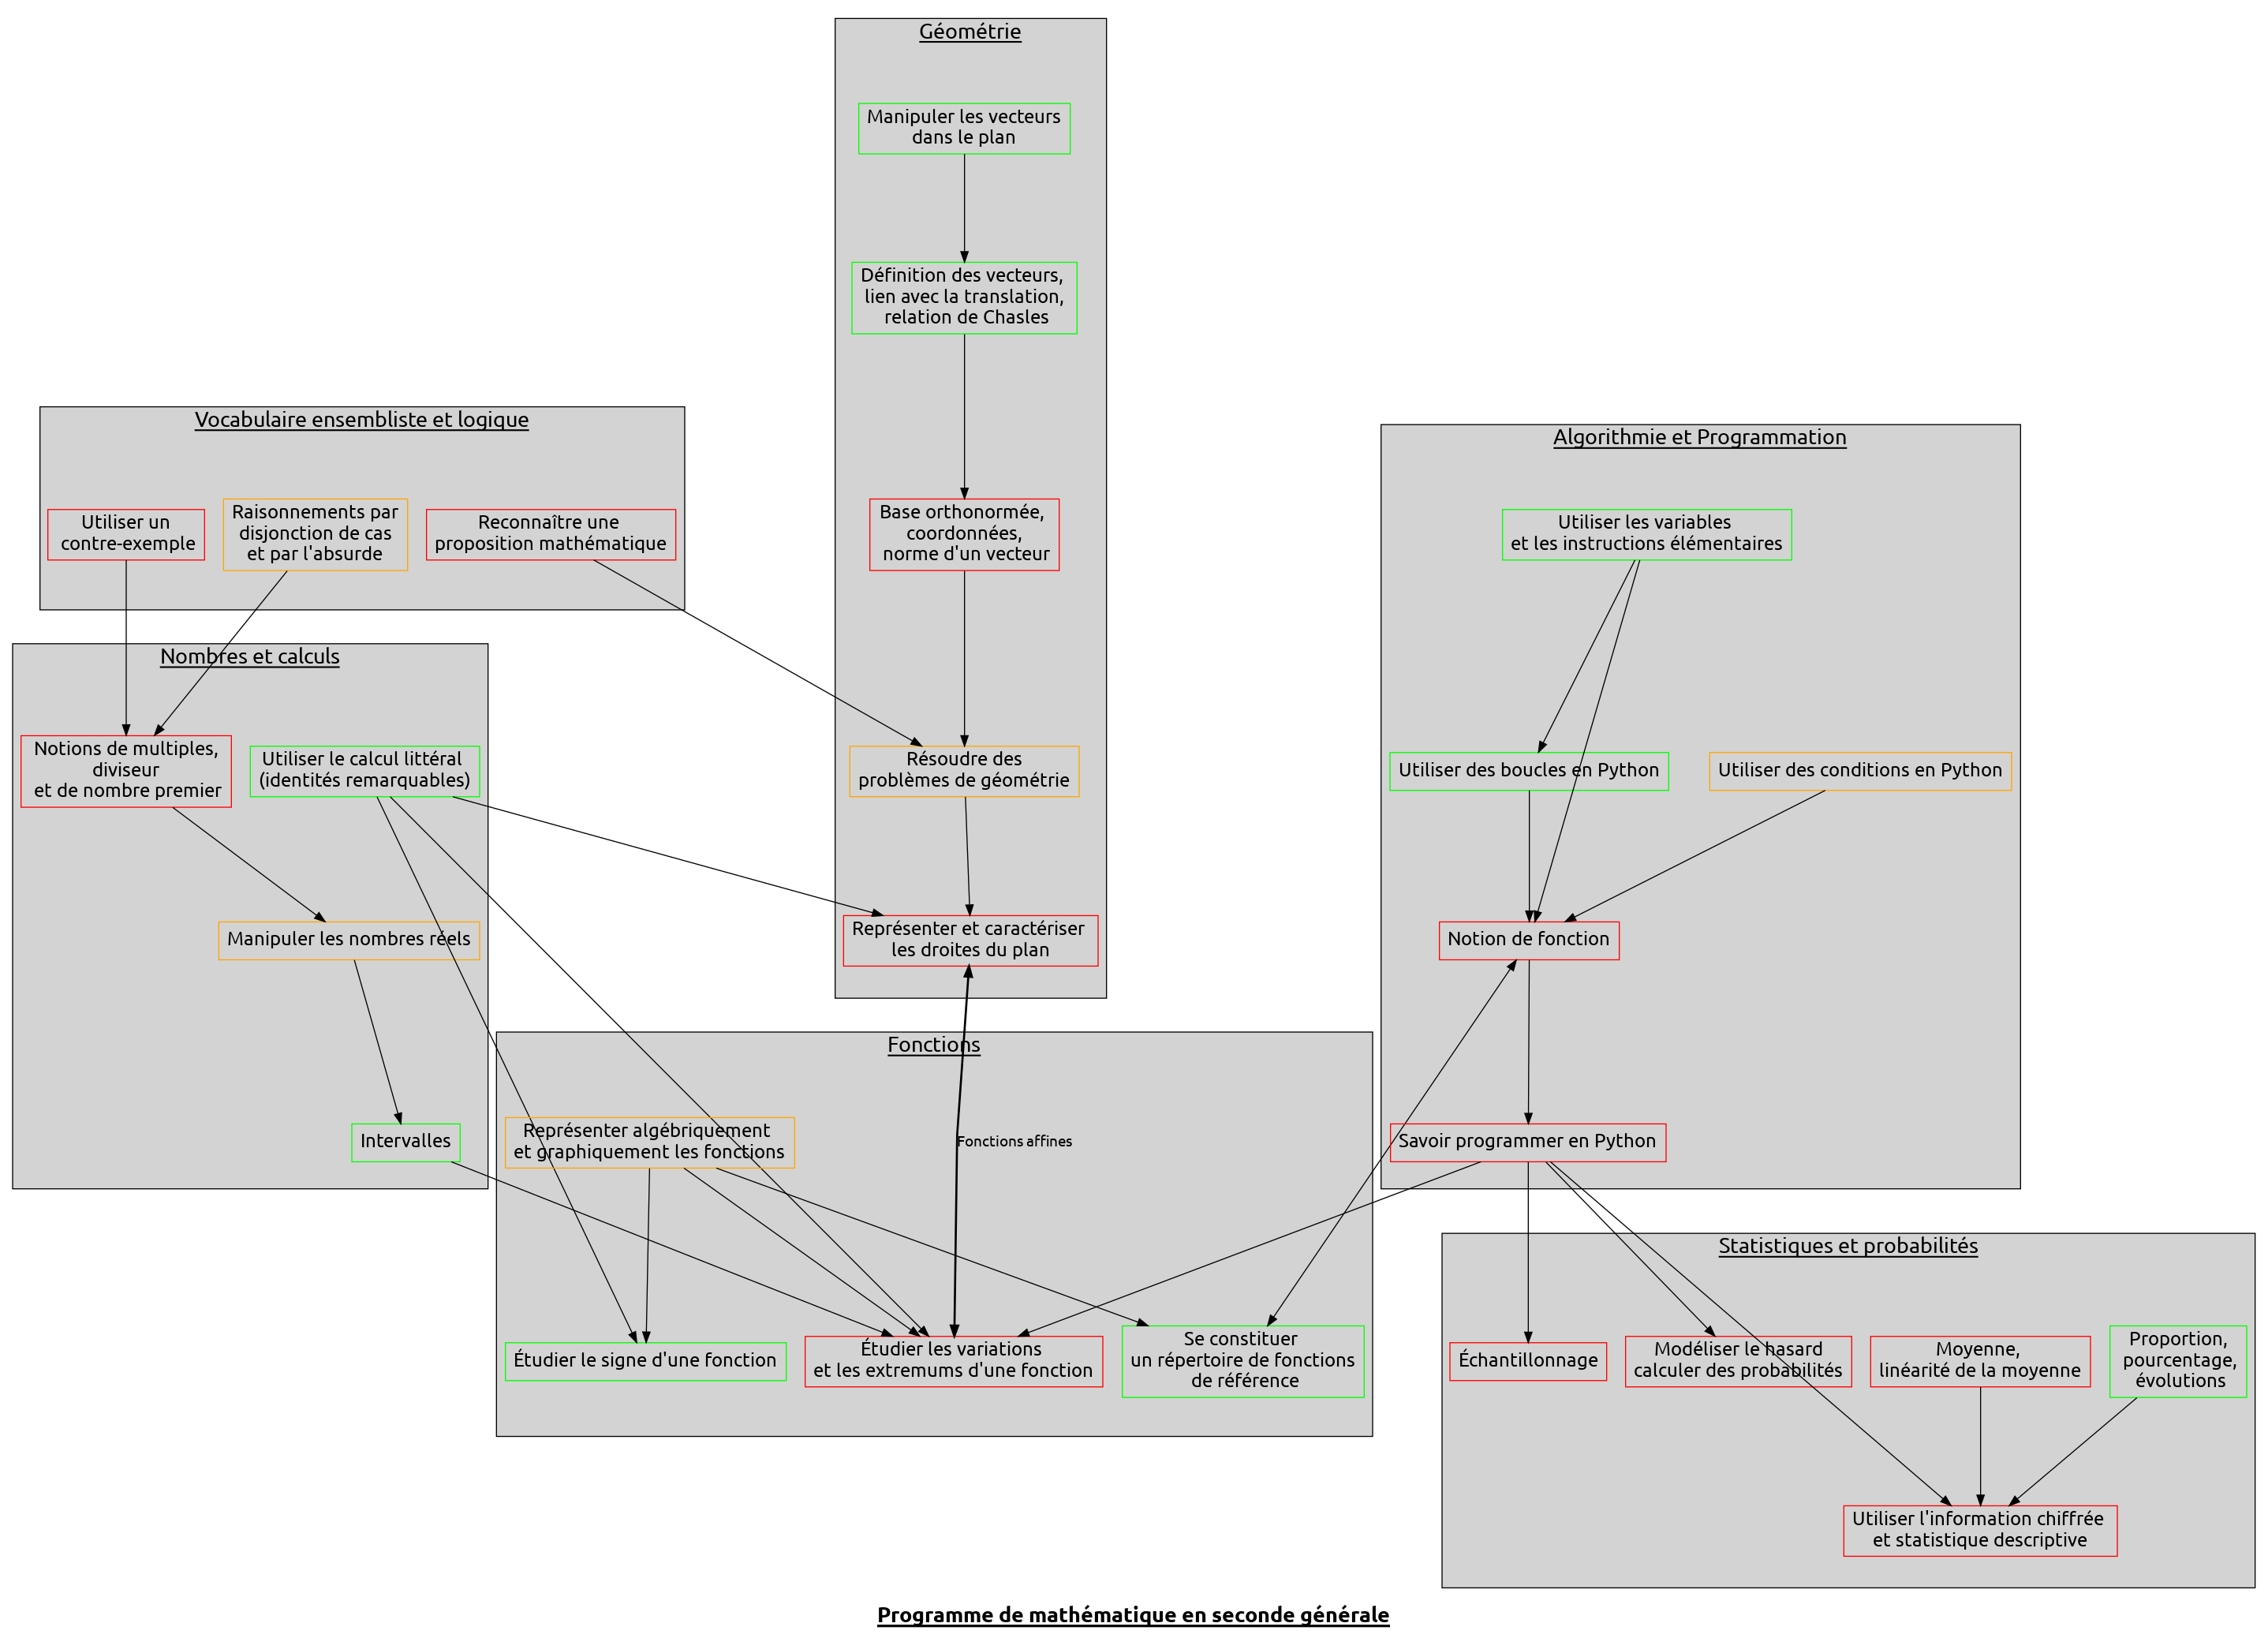 Géométrie
Manipuler les vecteurs
dans le plan
Définition des vecteurs,
lien avec la translation,
relation de Chasles
Base orthonormée,
coordonnées,
norme d'un vecteur
Résoudre des
problèmes de géométrie
Représenter et caractériser
les droites du plan
Vocabulaire ensembliste et logique
Utiliser un
contre-exemple
Raisonnements par
disjonction de cas
et par l'absurde
Reconnaître une
proposition mathématique
Nombres et calculs
Notions de multiples,
diviseur
et de nombre premier
Utiliser le calcul littéral
(identités remarquables)
Manipuler les nombres réels
Intervalles
Algorithmie et Programmation
Utiliser les variables
et les instructions élémentaires
Utiliser des boucles en Python
Utiliser des conditions en Python
Notion de fonction
Savoir programmer en Python
Fonctions
Représenter algébriquement
et graphiquement les fonctions
Fonctions affines
Étudier le signe d'une fonction
Étudier les variations
et les extremums d'une fonction
Se constituer
un répertoire de fonctions
de référence
Statistiques et probabilités
Échantillonnage
Modéliser le hasard
calculer des probabilités
Moyenne,
linéarité de la moyenne
Proportion,
pourcentage,
évolutions
Utiliser l'information chiffrée
et statistique descriptive
Programme de mathématique en seconde générale